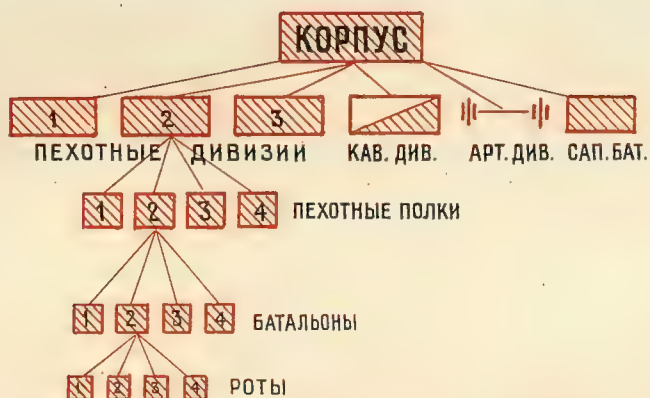 КОРПУС
1 2 3
ПЕХОТНЫЕ ДИВИЗИИ КАВ. ДИВ. АРТ. ДИВ. САП. БАТ.
1 2 3 4 ПЕХОТНЫЕ ПОЛКИ
1 2 3 4 БАТАЛЬОНЫ
1 2 3 4 РОТЫ